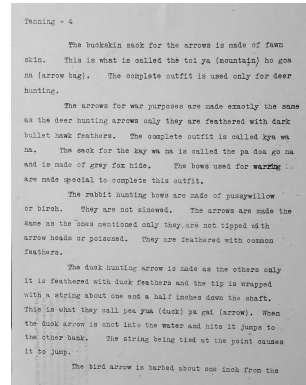 Tanning - 4
The buckskin sack for the arrows is made of fawn
skin. This is what is called the toi ya (mountain) ho goa
na (arrow bag). The complete outfit is used only for deer
hunting.
The arrows for war purposes are made exactly the same
as the deer hunting arrows only they are feathered with dark
bullet hawk feathers. The complete outfit is called kya wa
na. The sack for the kay wa na is called the pa doa go na
and is made of grey fox hide. The bows used for warring
are made special to complete this outfit.
The rabbit hunting bows are made of pussywillow
or birch. They are not sinewed. The arrows are made the
same as the ones mentioned only they are not tipped with
arrow heads or poisoned. They are feathered with common
feathers.
The duck hunting arrow is made as the others only
it is feathered with duck feathers and the tip is wrapped
with a string about one and a half inches down the shaft.
This is what they call pea yua (duck) pa gai (arrow). When
the duck arrow is shot into the water and hits it jumps to
the other bank. The string being tied at the point causes
it to jump.
The bird arrow is barbed about one inch from the